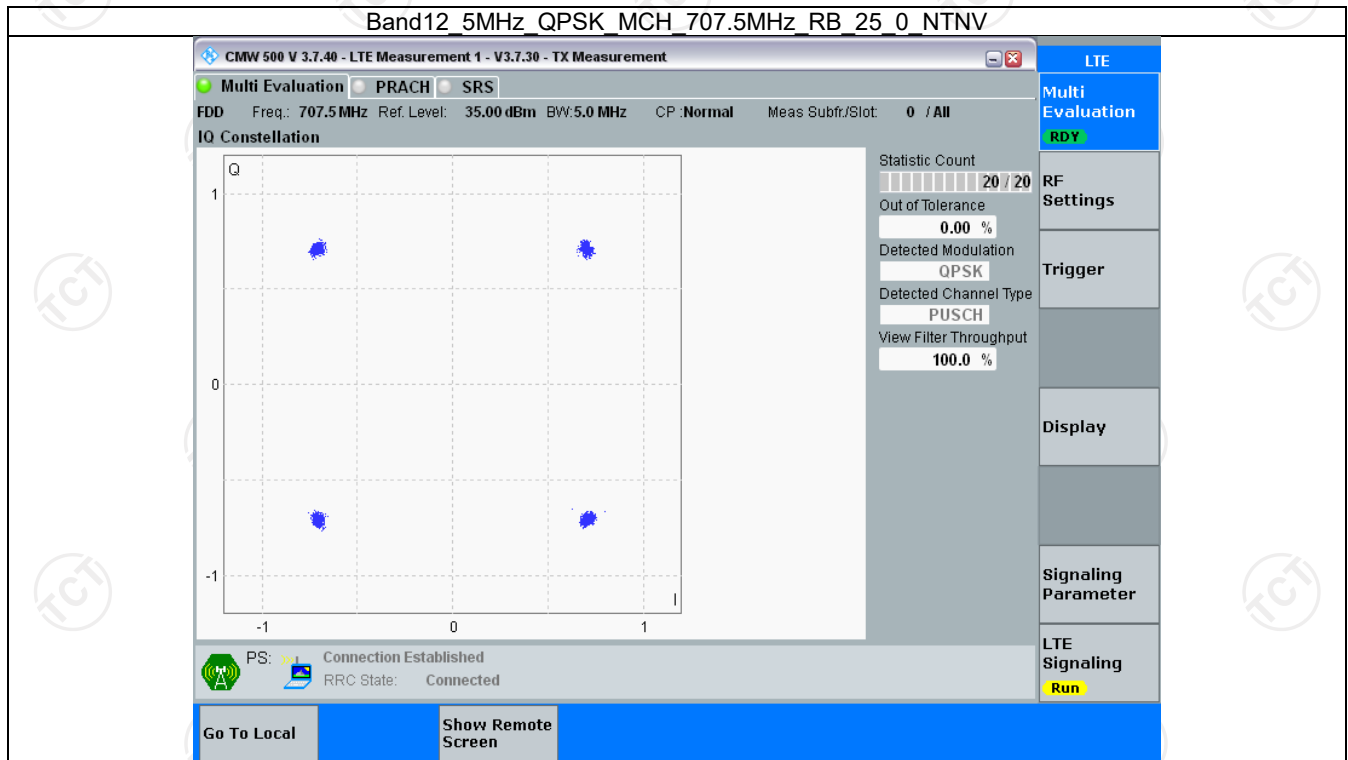 Band12_5MHz_QPSK_MCH_707.5MHz_RB_25_0_NTNV
CMW 500 V 3.7.40 - LTE Measurement 1 - V3.7.30 - TX Measurement
LTE
Multi Evaluation PRACH SRS
Multi
Evaluation
RDY
FDD Freq.: 707.5 MHz Ref. Level: 35.00 dBm BW: 5.0 MHz CP : Normal Meas Subfr./Slot: 0 / All
IQ Constellation
Q
1
0
-1
-1 0 1
I
Statistic Count
20 / 20
Out of Tolerance
0.00 %
Detected Modulation
QPSK
Detected Channel Type
PUSCH
View Filter Throughput
100.0 %
RF
Settings
Trigger
Display
Signaling
Parameter
LTE
Signaling
Run
PS: Connection Established
RRC State: Connected
Go To Local
Show Remote
Screen
TCT
TCT
TCT
TCT